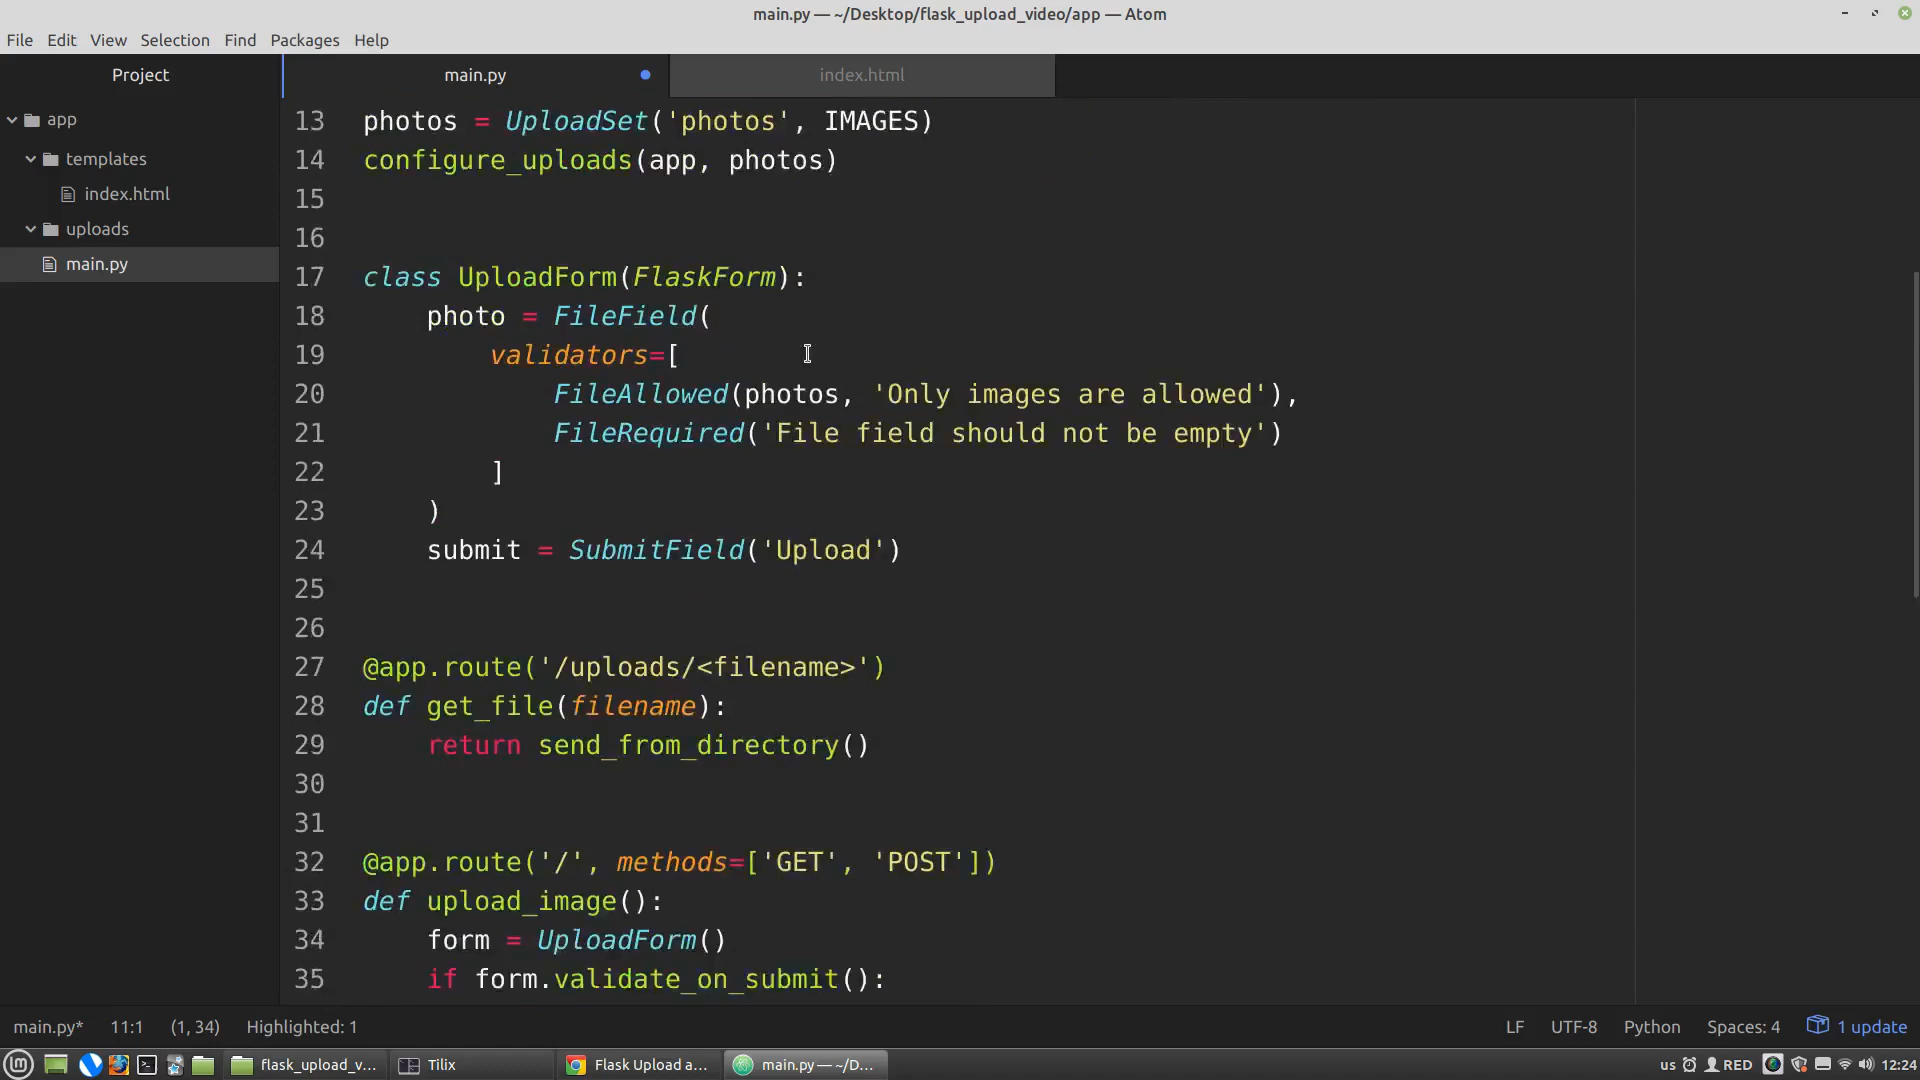 main.py — ~/Desktop/flask_upload_video/app — Atom
File Edit View Selection Find Packages Help
Project
main.py
index.html
app
templates
index.html
uploads
main.py
13 photos = UploadSet('photos', IMAGES)
14 configure_uploads(app, photos)
15
16
17 class UploadForm(FlaskForm):
18 photo = FileField(
19 validators=[
20 FileAllowed(photos, 'Only images are allowed'),
21 FileRequired('File field should not be empty')
22 ]
23 )
24 submit = SubmitField('Upload')
25
26
27 @app.route('/uploads/<filename>')
28 def get_file(filename):
29 return send_from_directory()
30
31
32 @app.route('/', methods=['GET', 'POST'])
33 def upload_image():
34 form = UploadForm()
35 if form.validate_on_submit():
main.py* 11:1 (1, 34) Highlighted: 1 LF UTF-8 Python Spaces: 4 1 update
flask_upload_v... Tilix Flask Upload a... main.py — ~/D... us RED 12:24